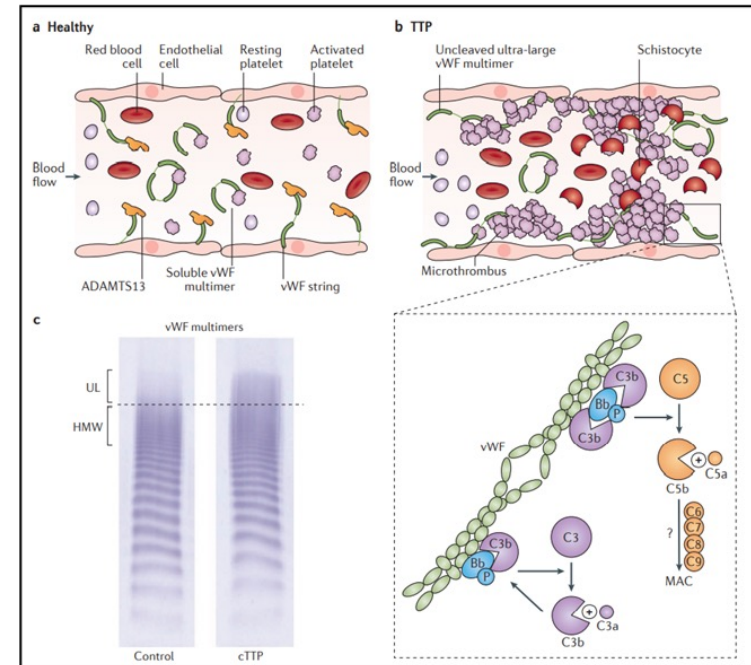 a Healthy
Red blood cell
Endothelial cell
Resting platelet
Activated platelet
Blood flow
ADAMTS13
Soluble vWF multimer
vWF string
b TTP
Uncleaved ultra-large vWF multimer
Schistocyte
Blood flow
Microthrombus
c
vWF multimers
UL
HMW
Control
cTTP
vWF
C3b
Bb
P
C3b
C5
C5b
+
C5a
?
C6
C7
C8
C9
MAC
C3b
Bb
P
C3
C3b
+
C3a